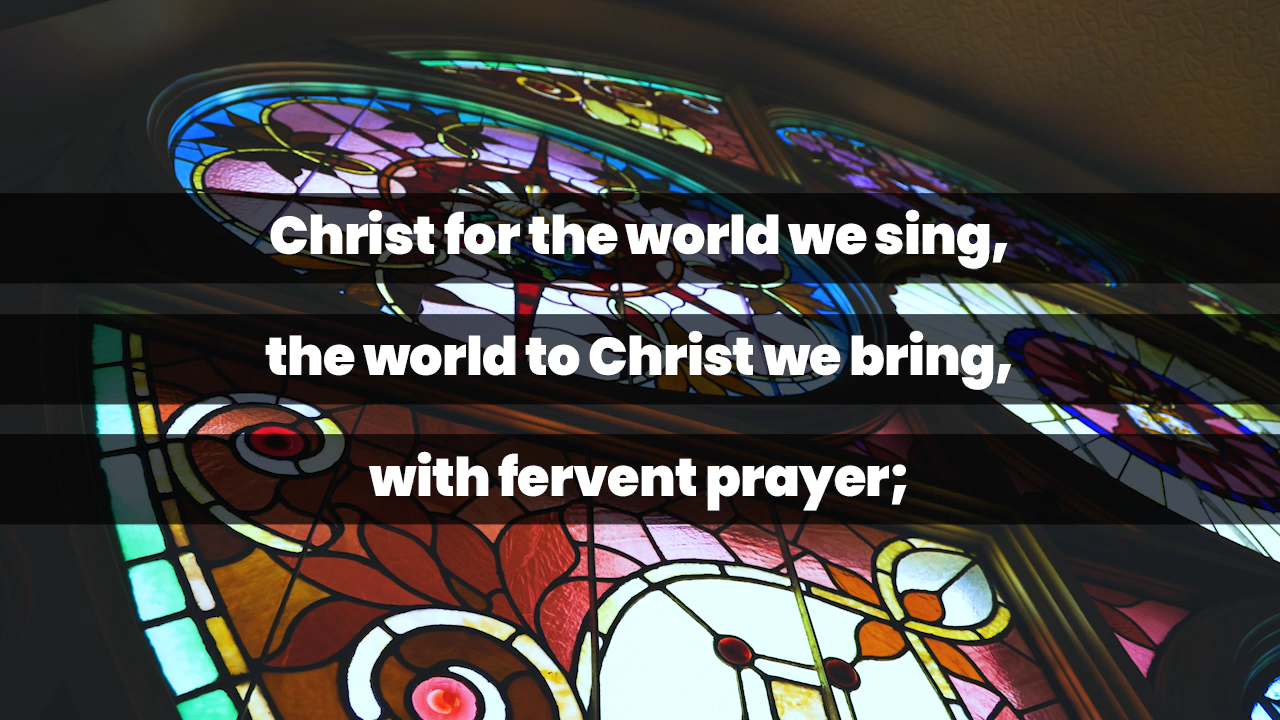 Christ for the world we sing,
the world to Christ we bring,
with fervent prayer;